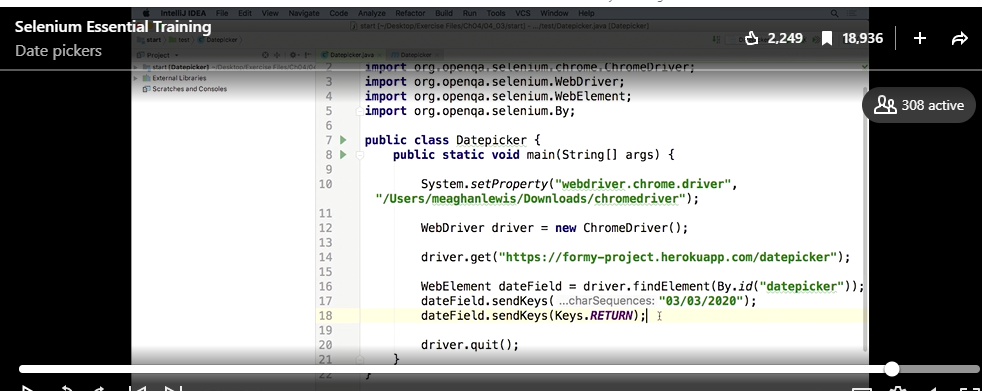 IntelliJ IDEA File Edit View Navigate Code Analyze Refactor Build Run Tools VCS Window Help
Selenium Essential Training
Date pickers
2,249
18,936
308 active
start
test
Datepicker
Project
Datepicker.java
Datepicker
External Libraries
Scratches and Consoles
2 import org.openqa.selenium.chrome.ChromeDriver;
3 import org.openqa.selenium.WebDriver;
4 import org.openqa.selenium.WebElement;
5 import org.openqa.selenium.By;
6
7 public class Datepicker {
8 public static void main(String[] args) {
9
10 System.setProperty("webdriver.chrome.driver",
"/Users/meaghanlewis/Downloads/chromedriver");
11
12 WebDriver driver = new ChromeDriver();
13
14 driver.get("https://formy-project.herokuapp.com/datepicker");
15
16 WebElement dateField = driver.findElement(By.id("datepicker"));
17 dateField.sendKeys( ...charSequences: "03/03/2020");
18 dateField.sendKeys(Keys.RETURN);
19
20 driver.quit();
21 }
22 }